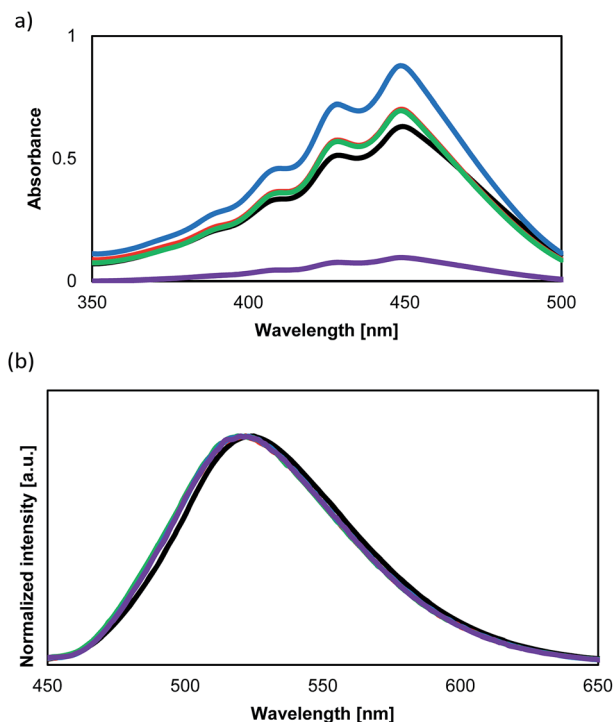 a)
1
0.5
0
Absorbance
350
400
450
500
Wavelength [nm]
(b)
Normalized intensity [a.u.]
450
500
550
600
650
Wavelength [nm]